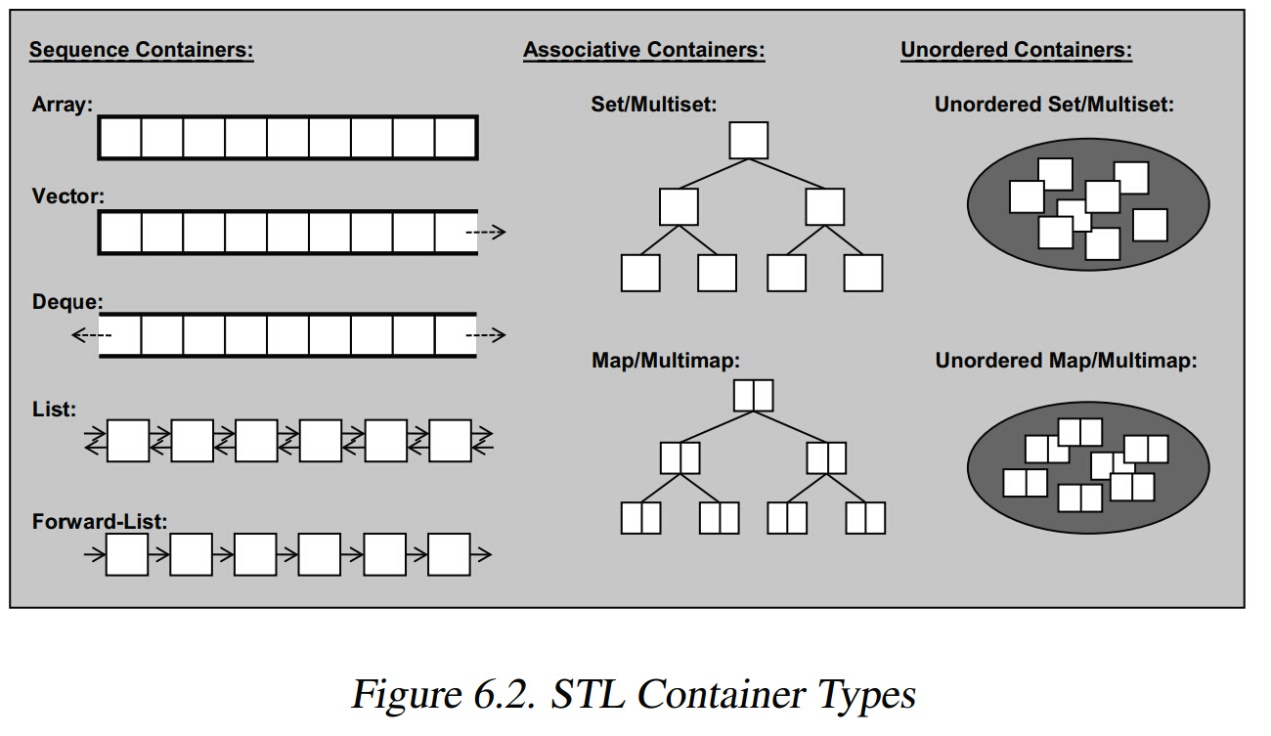 Sequence Containers:
Array:
Vector:
Deque:
List:
Forward-List:
Associative Containers:
Set/Multiset:
Map/Multimap:
Unordered Containers:
Unordered Set/Multiset:
Unordered Map/Multimap:
Figure 6.2. STL Container Types